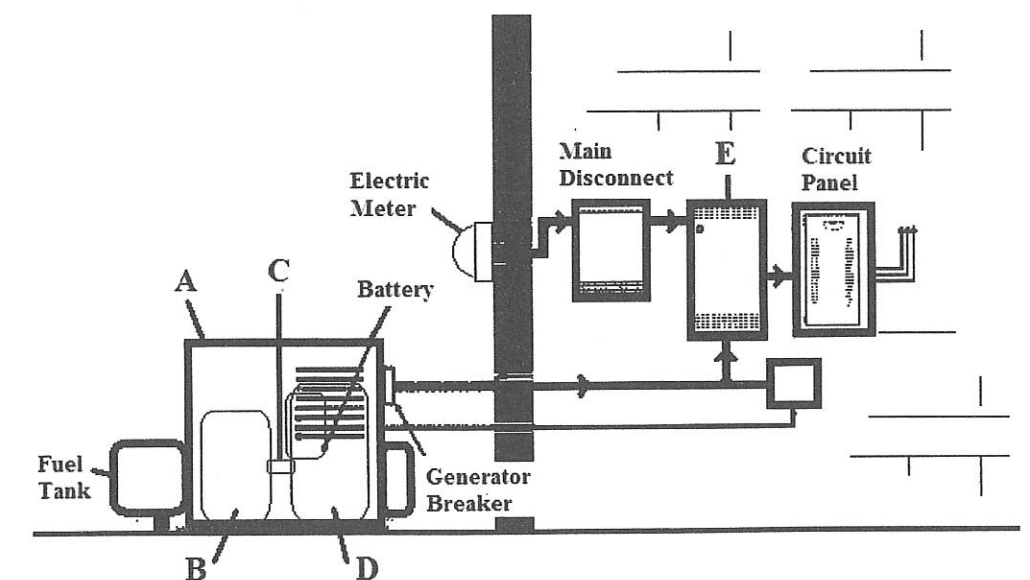 Main
Disconnect
E
Circuit
Panel
Electric
Meter
A
C
Battery
Fuel
Tank
Generator
Breaker
B
D